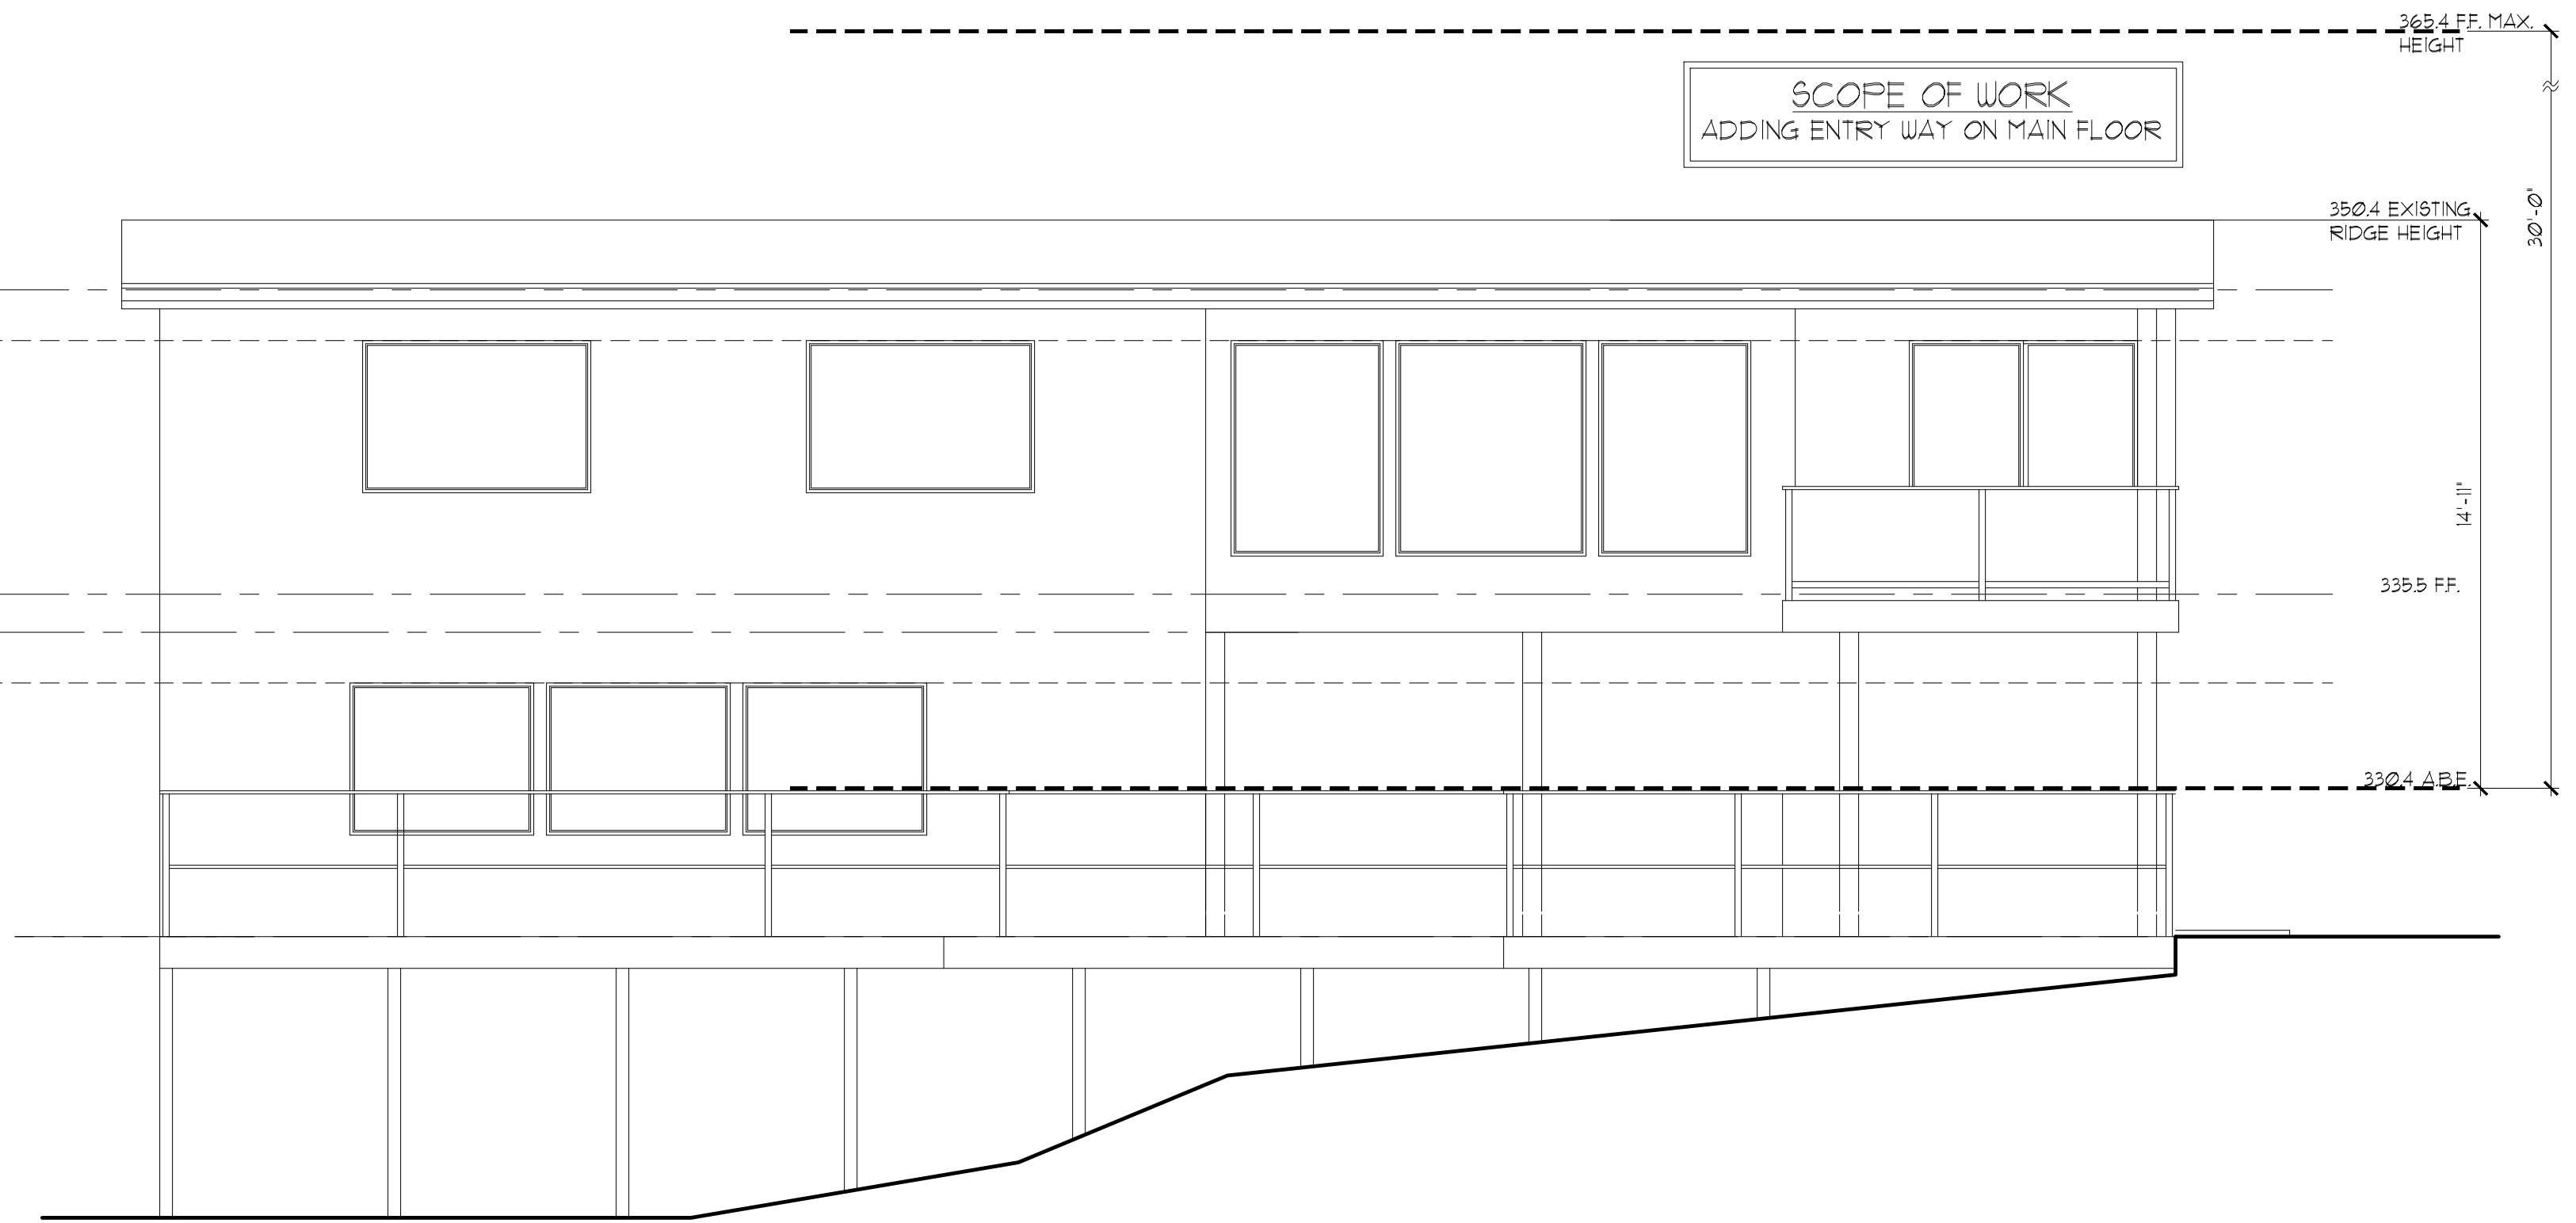 365.4 F.F. MAX.
HEIGHT
SCOPE OF WORK
ADDING ENTRY WAY ON MAIN FLOOR
350.4 EXISTING
RIDGE HEIGHT
30'-0"
14'-11"
335.5 F.F.
330.4 A.B.E.